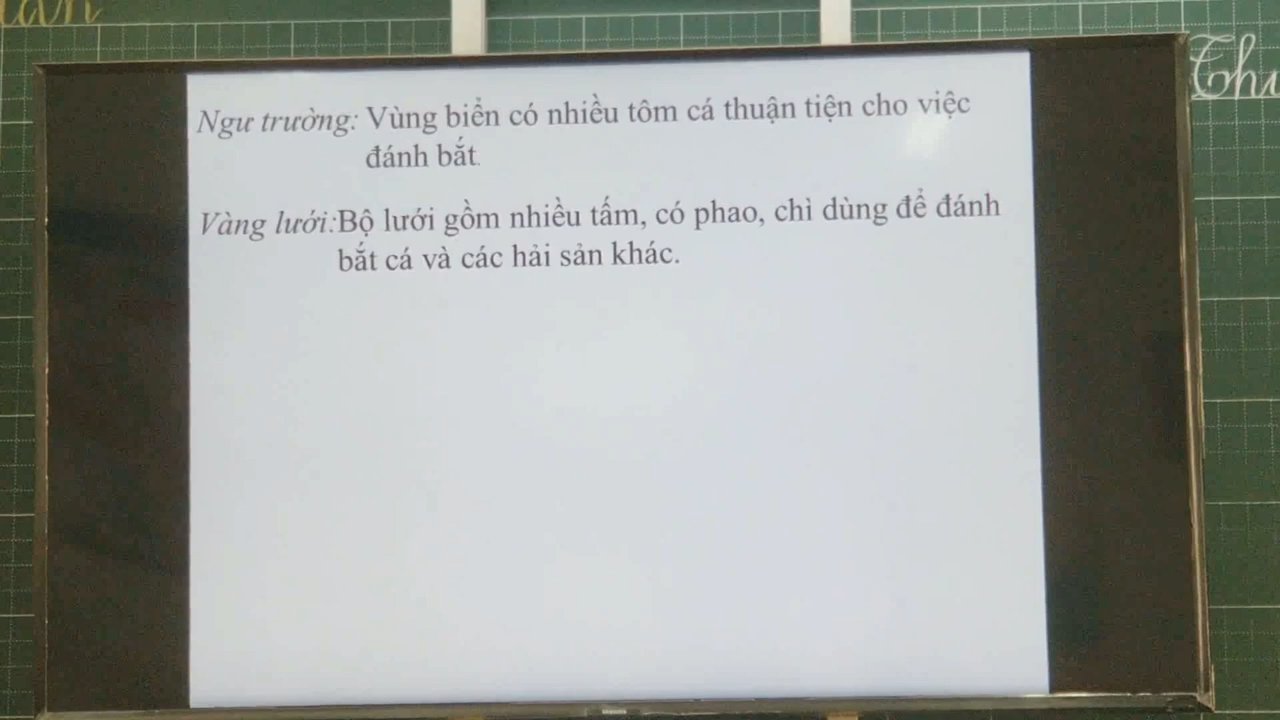 Ngư trường: Vùng biển có nhiều tôm cá thuận tiện cho việc
đánh bắt.
Vàng lưới:Bộ lưới gồm nhiều tấm, có phao, chì dùng để đánh
bắt cá và các hải sản khác.